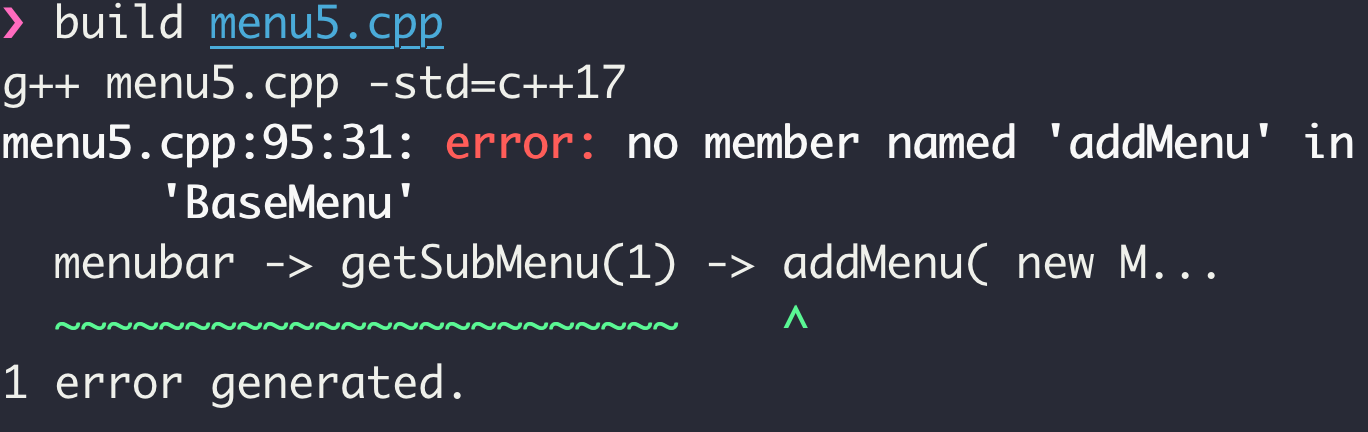 ❯ build menu5.cpp
g++ menu5.cpp -std=c++17
menu5.cpp:95:31: error: no member named 'addMenu' in
      'BaseMenu'
  menubar -> getSubMenu(1) -> addMenu( new M...
  ~~~~~~~~~~~~~~~~~~~~~~~~    ^
1 error generated.